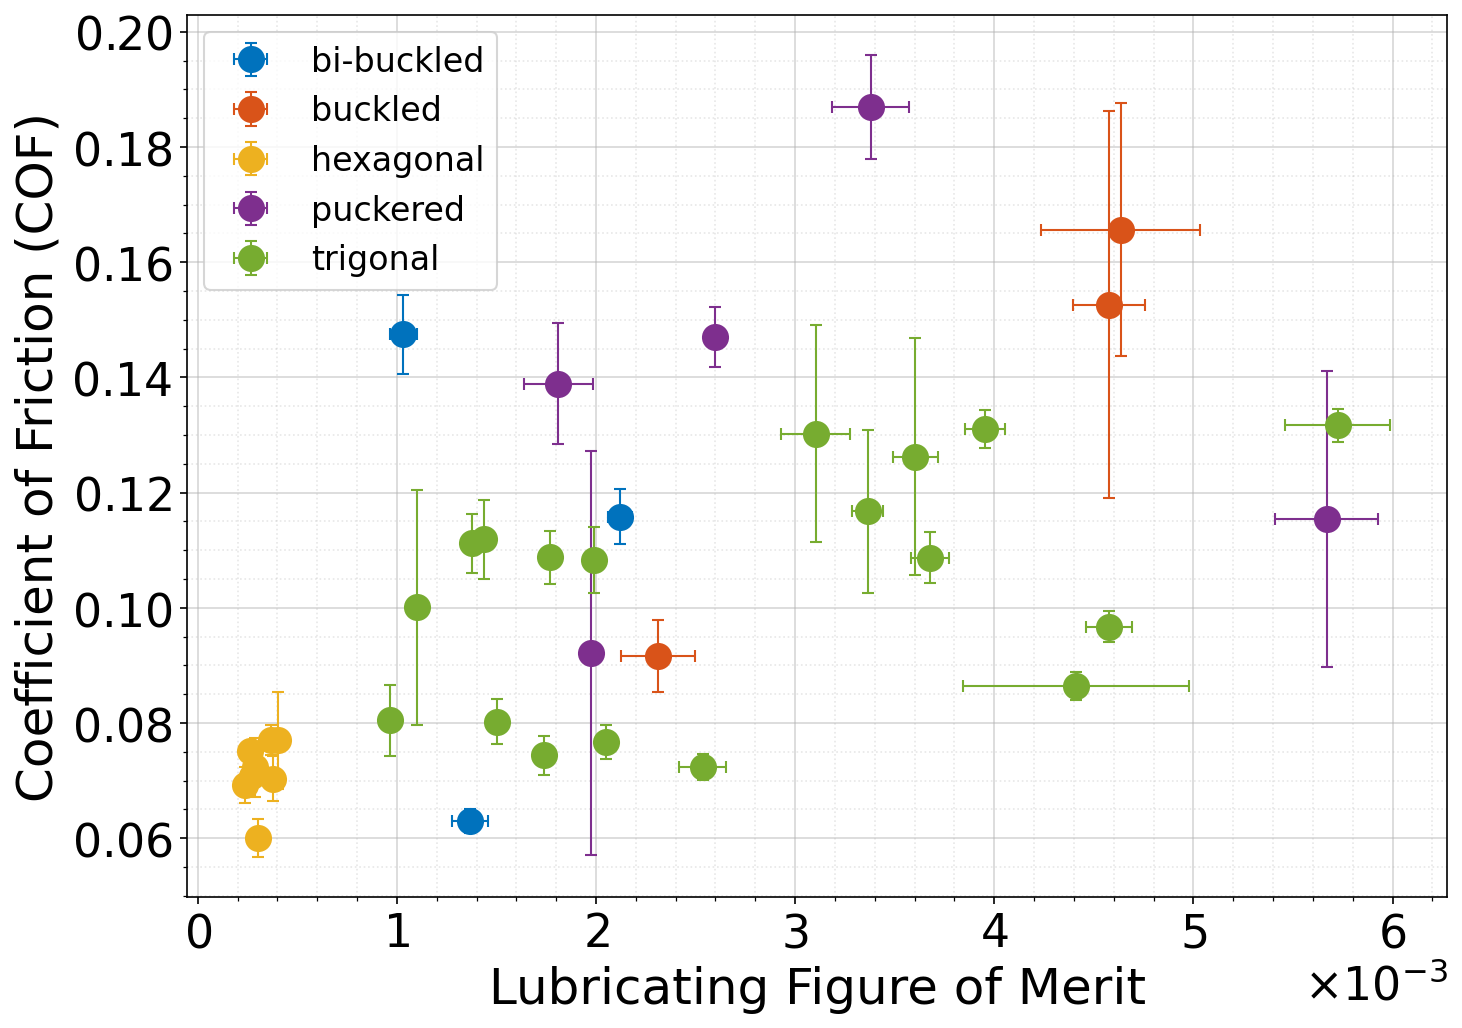 0.20
0.18
0.16
0.14
0.12
0.10
0.08
0.06
Coefficient of Friction (COF)
bi-buckled
buckled
hexagonal
puckered
trigonal
0 1 2 3 4 5 6
Lubricating Figure of Merit
×10⁻³